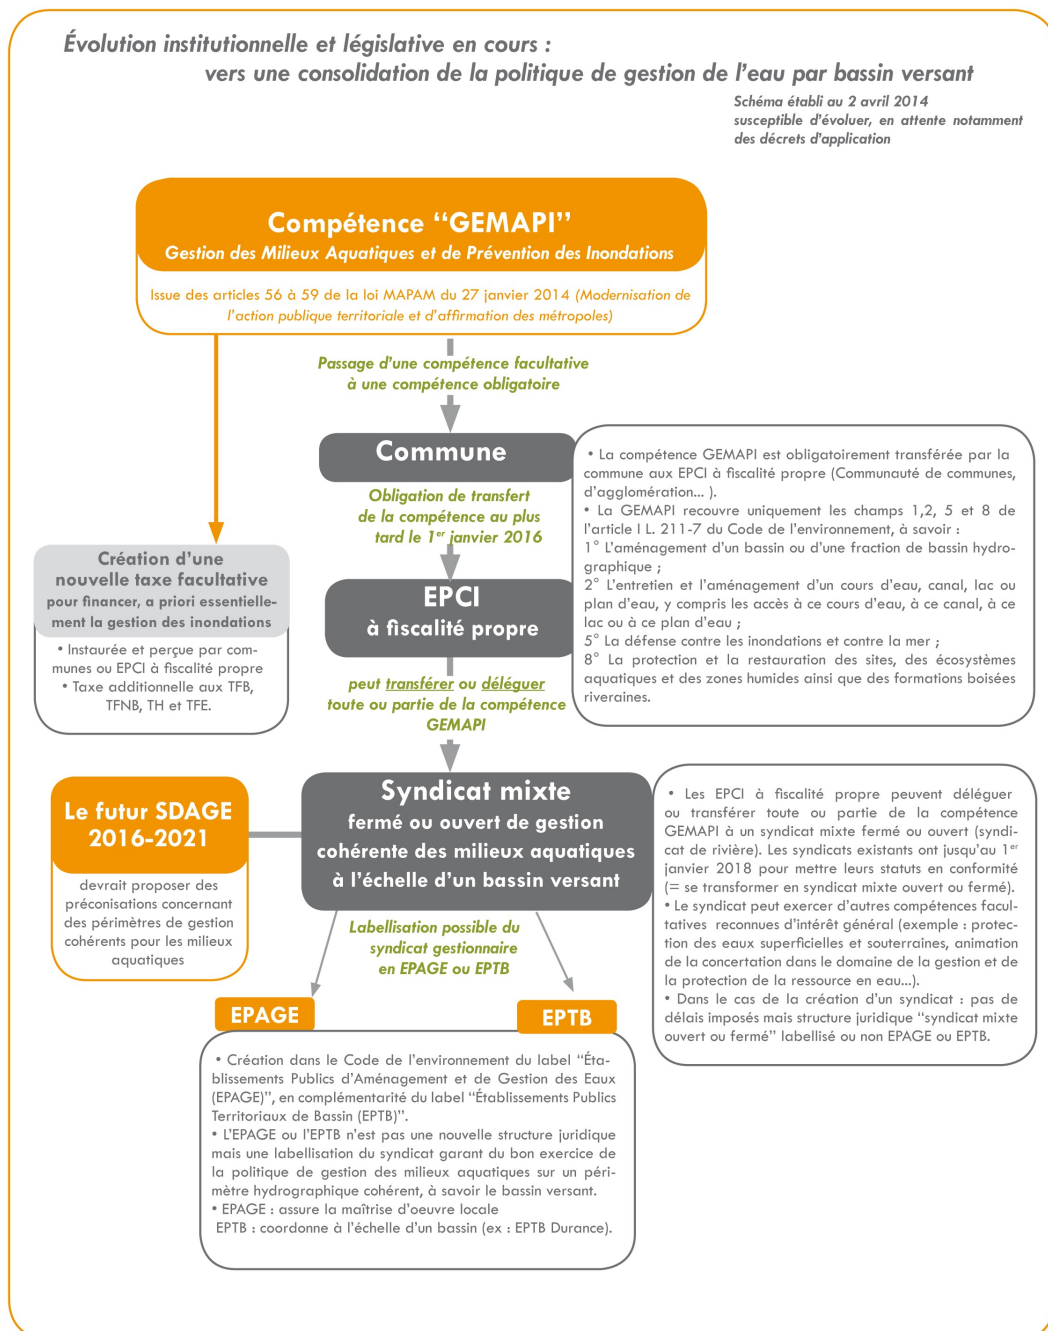 Évolution institutionnelle et législative en cours :
vers une consolidation de la politique de gestion de l'eau par bassin versant
Schéma établi au 2 avril 2014
susceptible d'évoluer, en attente notamment
des décrets d'application
Compétence “GEMAPI”
Gestion des Milieux Aquatiques et de Prévention des Inondations
Issue des articles 56 à 59 de la loi MAPAM du 27 janvier 2014 (Modernisation de
l'action publique territoriale et d'affirmation des métropoles)
Passage d'une compétence facultative
à une compétence obligatoire
Commune
Obligation de transfert
de la compétence au plus
tard le 1er janvier 2016
• La compétence GEMAPI est obligatoirement transférée par la
commune aux EPCI à fiscalité propre (Communauté de communes,
d'agglomération... ).
• La GEMAPI recouvre uniquement les champs 1,2, 5 et 8 de
l'article I L. 211-7 du Code de l'environnement, à savoir :
1° L'aménagement d'un bassin ou d'une fraction de bassin hydro-
graphique ;
2° L'entretien et l'aménagement d'un cours d'eau, canal, lac ou
plan d'eau, y compris les accès à ce cours d'eau, à ce canal, à ce
lac ou à ce plan d'eau ;
5° La défense contre les inondations et contre la mer ;
8° La protection et la restauration des sites, des écosystèmes
aquatiques et des zones humides ainsi que des formations boisées
riveraines.
Création d'une
nouvelle taxe facultative
pour financer, a priori essentielle-
ment la gestion des inondations
• Instaurée et perçue par com-
munes ou EPCI à fiscalité propre
• Taxe additionnelle aux TFB,
TFNB, TH et TFE.
EPCI
à fiscalité propre
peut transférer ou déléguer
toute ou partie de la compétence
GEMAPI
Le futur SDAGE
2016-2021
devrait proposer des
préconisations concernant
des périmètres de gestion
cohérents pour les milieux
aquatiques
Syndicat mixte
fermé ou ouvert de gestion
cohérente des milieux aquatiques
à l'échelle d'un bassin versant
• Les EPCI à fiscalité propre peuvent déléguer
ou transférer toute ou partie de la compétence
GEMAPI à un syndicat mixte fermé ou ouvert (syndi-
cat de rivière). Les syndicats existants ont jusqu'au 1er
janvier 2018 pour mettre leurs statuts en conformité
(= se transformer en syndicat mixte ouvert ou fermé).
• Le syndicat peut exercer d'autres compétences facul-
tatives reconnues d'intérêt général (exemple : protec-
tion des eaux superficielles et souterraines, animation
de la concertation dans le domaine de la gestion et de
la protection de la ressource en eau...).
• Dans le cas de la création d'un syndicat : pas de
délais imposés mais structure juridique “syndicat mixte
ouvert ou fermé” labellisé ou non EPAGE ou EPTB.
Labellisation possible du
syndicat gestionnaire
en EPAGE ou EPTB
EPAGE
EPTB
• Création dans le Code de l'environnement du label “Éta-
blissements Publics d'Aménagement et de Gestion des Eaux
(EPAGE)”, en complémentarité du label “Établissements Publics
Territoriaux de Bassin (EPTB)”.
• L'EPAGE ou l'EPTB n'est pas une nouvelle structure juridique
mais une labellisation du syndicat garant du bon exercice de
la politique de gestion des milieux aquatiques sur un péri-
mètre hydrographique cohérent, à savoir le bassin versant.
• EPAGE : assure la maîtrise d'oeuvre locale
EPTB : coordonne à l'échelle d'un bassin (ex : EPTB Durance).